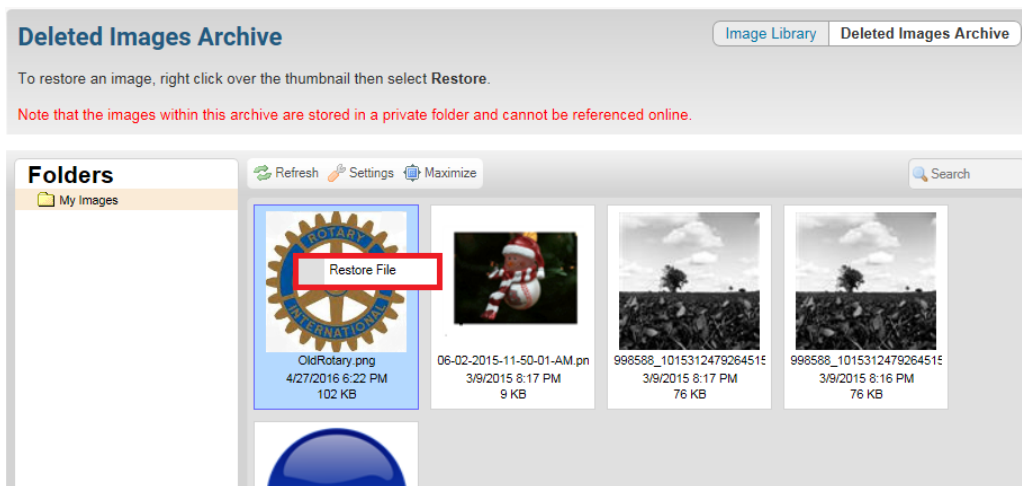 Deleted Images Archive
Image Library
Deleted Images Archive
To restore an image, right click over the thumbnail then select Restore.
Note that the images within this archive are stored in a private folder and cannot be referenced online.
Folders
My Images
Refresh
Settings
Maximize
Search
ROTARY
INTERNATIONAL
Restore File
OldRotary.png
4/27/2016 6:22 PM
102 KB
06-02-2015-11-50-01-AM.pn
3/9/2015 8:17 PM
9 KB
998588_1015312479264515
3/9/2015 8:17 PM
76 KB
998588_1015312479264515
3/9/2015 8:16 PM
76 KB